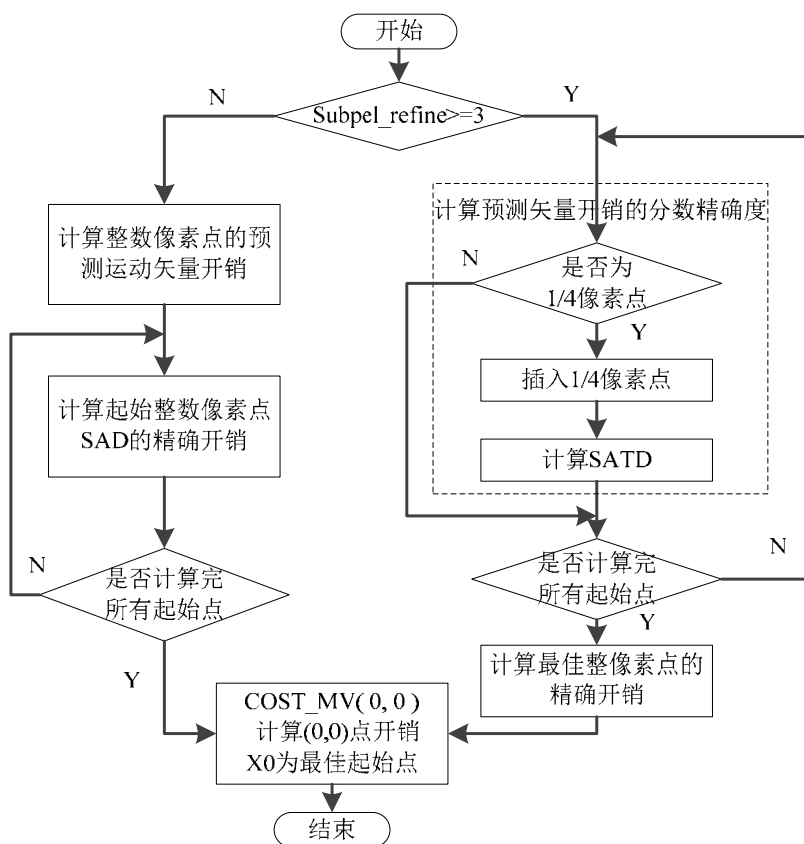 开始
N
Y
Subpel_refine>=3
计算整数像素点的预
测运动矢量开销
计算预测矢量开销的分数精确度
N
是否为
1/4像素点
Y
插入1/4像素点
计算起始整数像素点
SAD的精确开销
计算SATD
N
是否计算完
所有起始点
Y
是否计算完
所有起始点
N
Y
计算最佳整像素点的
精确开销
COST_MV(0,0)
计算(0,0)点开销
X0为最佳起始点
结束